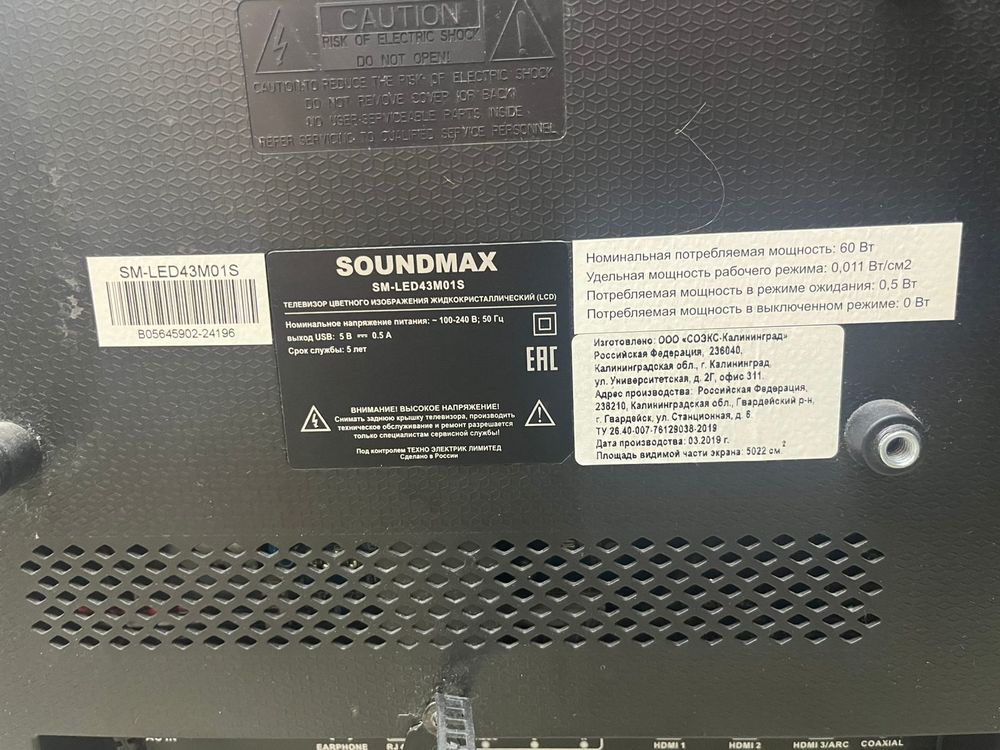 CAUTION
RISK OF ELECTRIC SHOCK
DO NOT OPEN!
CAUTION:TO REDUCE THE RISK OF ELECTRIC SHOCK
DO NOT REMOVE COVER (OR BACK)
NO USER-SERVICEABLE PARTS INSIDE
REFER SERVICING TO QUALIFIED SERVICE PERSONNEL
SM-LED43M01S
B05645902-24196
SOUNDMAX
SM-LED43M01S
ТЕЛЕВИЗОР ЦВЕТНОГО ИЗОБРАЖЕНИЯ ЖИДКОКРИСТАЛЛИЧЕСКИЙ (LCD)
Номинальное напряжение питания: ~ 100-240 В; 50 Гц
выход USB: 5 В ⎓ 0.5 А
Срок службы: 5 лет
EAC
ВНИМАНИЕ! ВЫСОКОЕ НАПРЯЖЕНИЕ!
Снимать заднюю крышку телевизора, производить
техническое обслуживание и ремонт разрешается
только специалистам сервисной службы!
Под контролем ТЕХНО ЭЛЕКТРИК ЛИМИТЕД
Сделано в России
Номинальная потребляемая мощность: 60 Вт
Удельная мощность рабочего режима: 0,011 Вт/см2
Потребляемая мощность в режиме ожидания: 0,5 Вт
Потребляемая мощность в выключенном режиме: 0 Вт
Изготовлено: ООО «СОЭКС-Калининград»
Российская Федерация, 236040,
Калининградская обл., г. Калининград,
ул. Университетская, д. 2Г, офис 311.
Адрес производства: Российская Федерация,
238210, Калининградская обл., Гвардейский р-н,
г. Гвардейск, ул. Станционная, д. 6.
ТУ 26.40-007-76129038-2019
Дата производства: 03.2019 г.
Площадь видимой части экрана: 5022 см.²
AC IN
EARPHONE
HDMI 1
HDMI 2
HDMI 3/ARC
COAXIAL